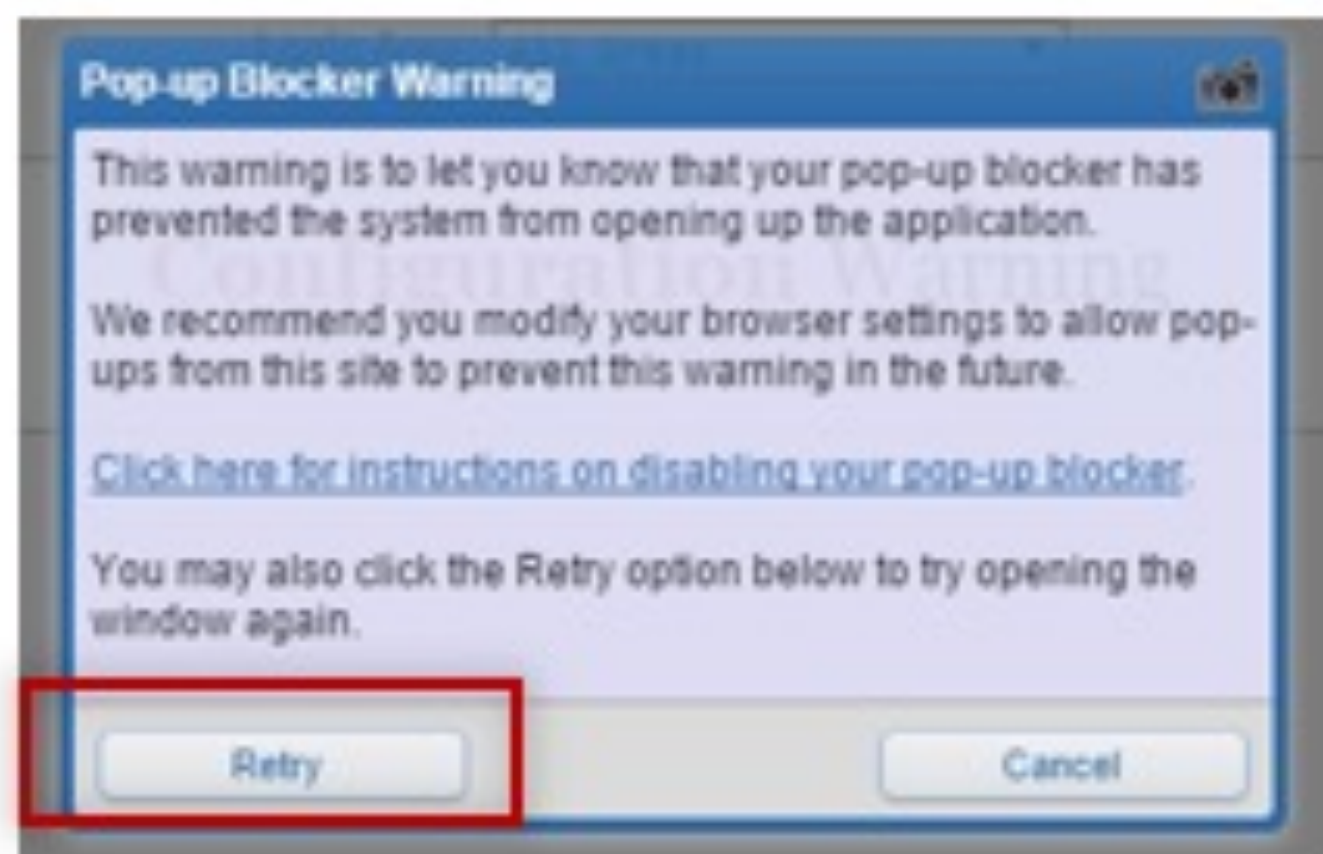 Pop-up Blocker Warning
This warning is to let you know that your pop-up blocker has
prevented the system from opening up the application.
Configuration Warning
We recommend you modify your browser settings to allow pop-
ups from this site to prevent this warning in the future.
Click here for instructions on disabling your pop-up blocker.
You may also click the Retry option below to try opening the
window again.
Retry
Cancel